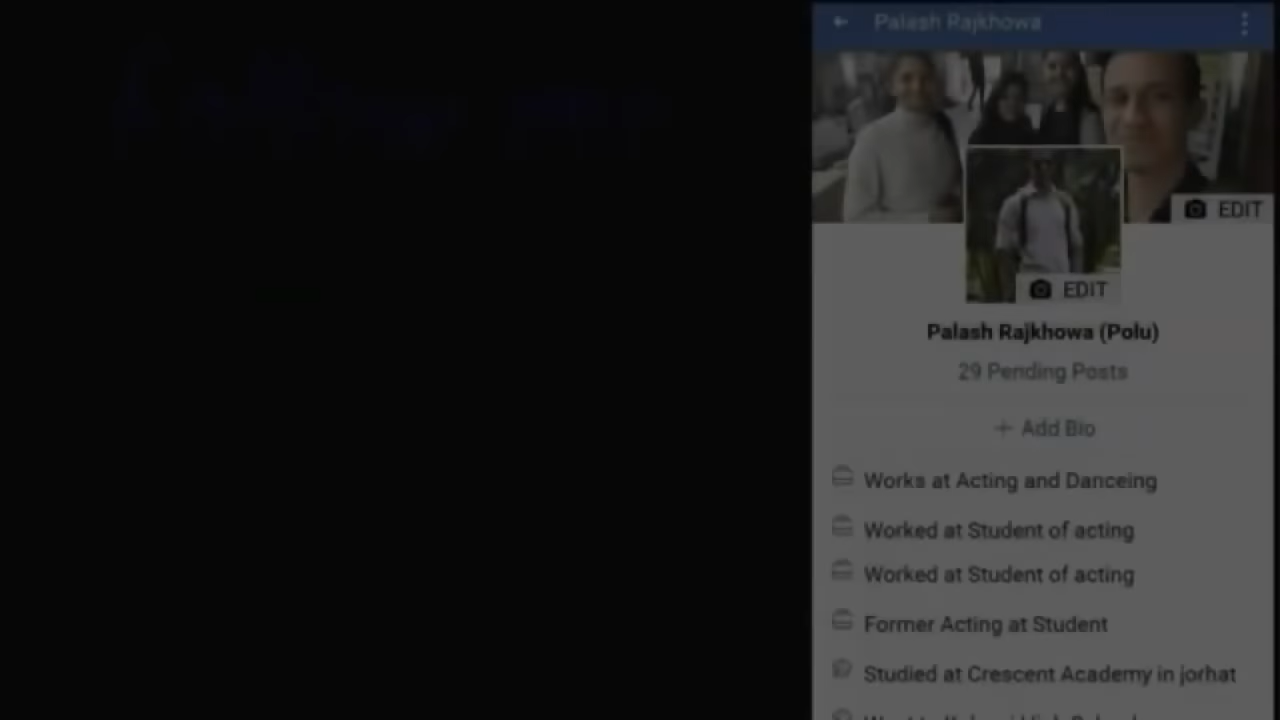 Palash Rajkhowa
EDIT
EDIT
Palash Rajkhowa (Polu)
29 Pending Posts
+ Add Bio
Works at Acting and Danceing
Worked at Student of acting
Worked at Student of acting
Former Acting at Student
Studied at Crescent Academy in jorhat